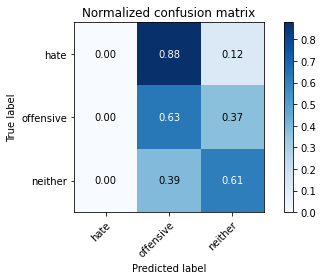 Normalized confusion matrix
True label
hate
offensive
neither
0.00 0.88 0.12
0.00 0.63 0.37
0.00 0.39 0.61
hate
offensive
neither
Predicted label
0.8
0.7
0.6
0.5
0.4
0.3
0.2
0.1
0.0